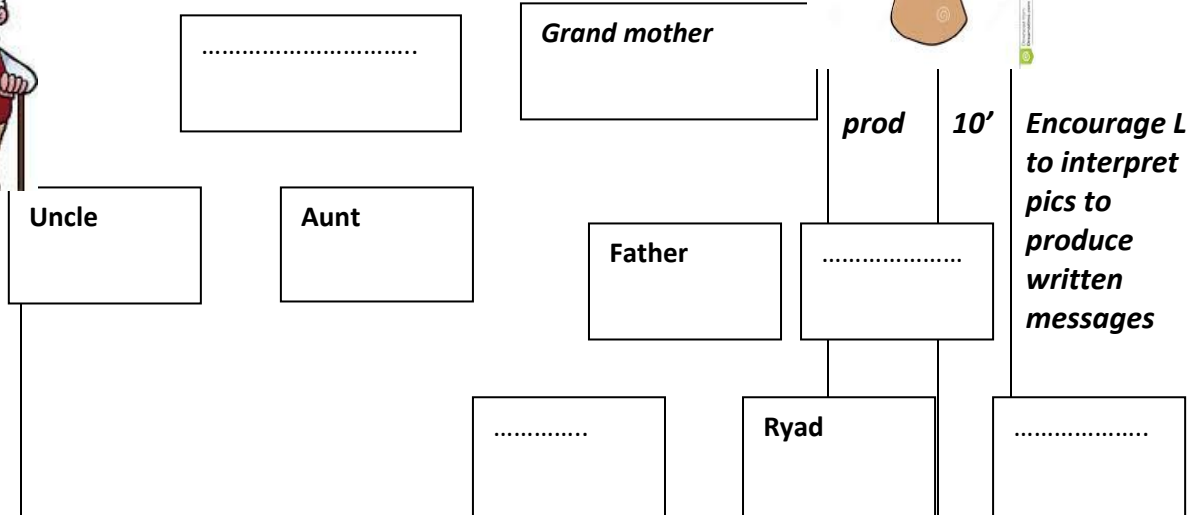 ………………………….
Grand mother
prod
10’
Encourage L
to interpret
pics to
produce
written
messages
Uncle
Aunt
Father
…………………
…………..
Ryad
………………..